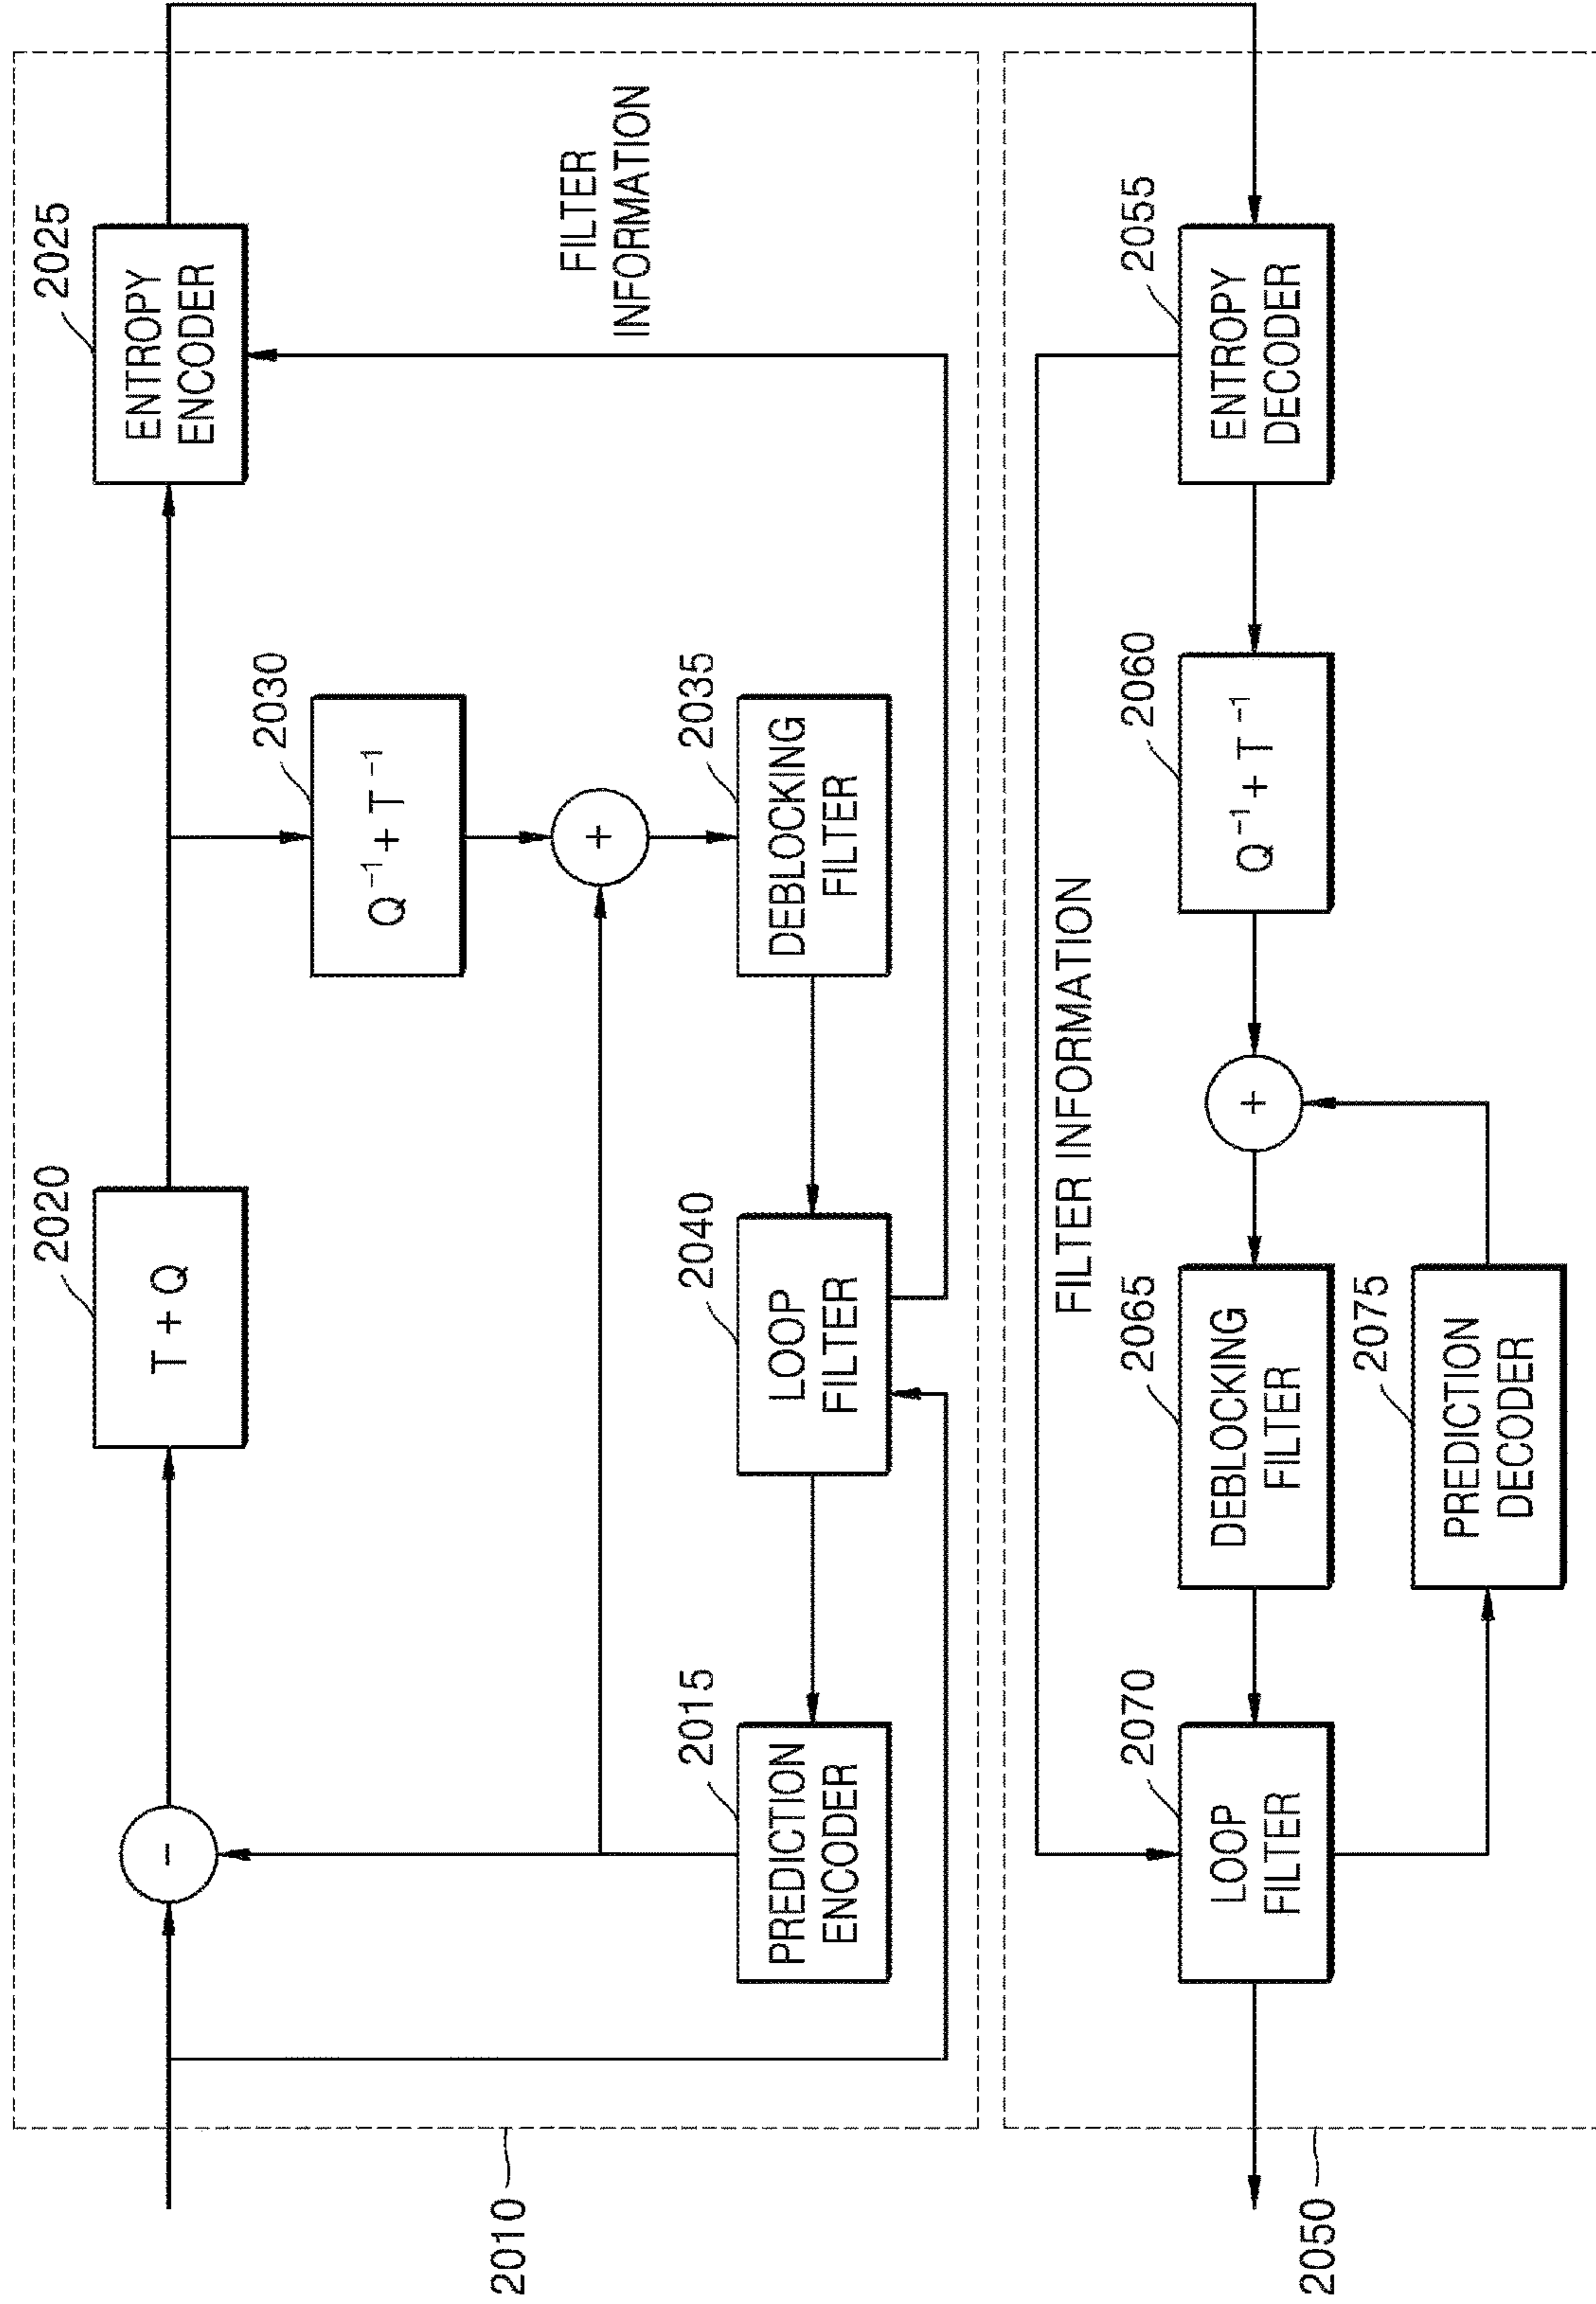 2010
2020
T + Q
2025
ENTROPY
ENCODER
-
2030
Q⁻¹ + T⁻¹
+
FILTER
INFORMATION
2015
PREDICTION
ENCODER
2040
LOOP
FILTER
2035
DEBLOCKING
FILTER
2050
FILTER INFORMATION
2070
LOOP
FILTER
2065
DEBLOCKING
FILTER
+
2060
Q⁻¹ + T⁻¹
2055
ENTROPY
DECODER
2075
PREDICTION
DECODER